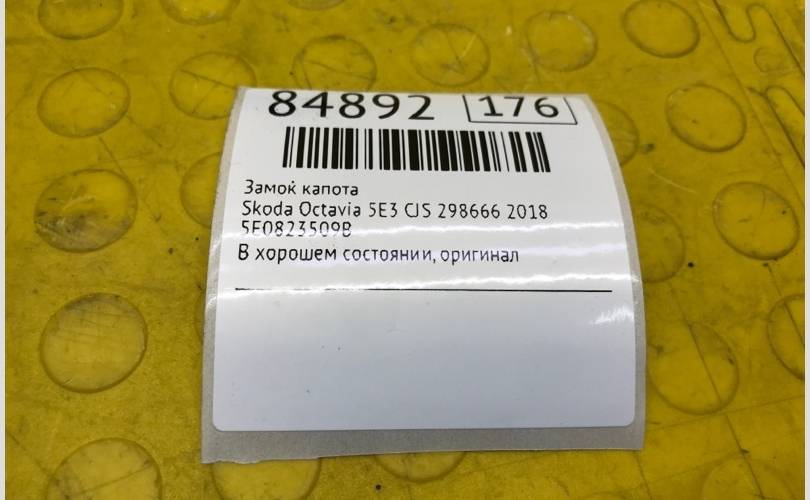 84892 176
Замок капота
Skoda Octavia 5E3 CJS 298666 2018
5E0823509B
В хорошем состоянии, оригинал